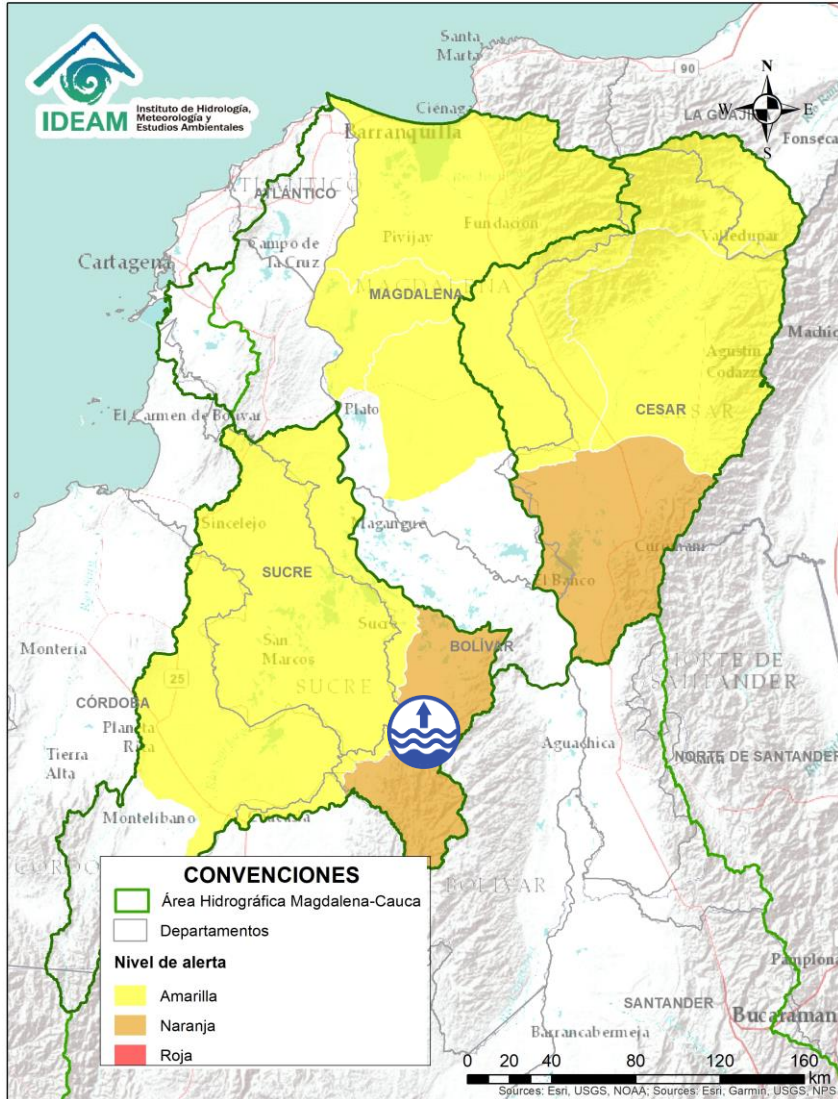 IDEAM
Instituto de Hidrología,
Meteorología y
Estudios Ambientales
Santa
Marta
90
N
W
E
S
LA GUAJIRA
Fonseca
Ciénaga
Barranquilla
ATLÁNTICO
Valledupar
Pivijay
Fundación
Campo de
la Cruz
Cartagena
MAGDALENA
Agustín
Codazzi
El Carmen de Bolívar
Plato
CESAR
CESAR
Sincelejo
Magangué
Curumaní
SUCRE
El Banco
Sucre
San
Marcos
BOLÍVAR
Montería
SUCRE
25
NORTE DE
SANTANDER
CÓRDOBA
Planeta
Rica
Aguachica
Tierra
Alta
NORTE DE SANTANDER
Montelíbano
BOLÍVAR
CONVENCIONES
Área Hidrográfica Magdalena-Cauca
Departamentos
Nivel de alerta
Amarilla
Naranja
Roja
Pamplona
SANTANDER
Bucaraman
Barrancabermeja
0 20 40 80 120 160
Km
Sources: Esri, USGS, NOAA; Sources: Esri, Garmin, USGS, NPS